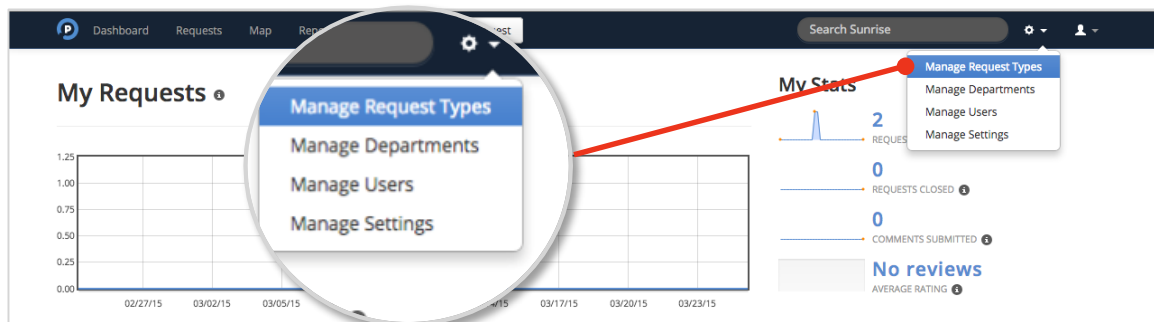 P
Dashboard Requests Map Search Sunrise
Manage Request Types
Manage Departments
Manage Users
Manage Settings
My Requests
1.25
1.00
0.75
0.50
0.25
0.00
02/27/15 03/02/15 03/05/15 03/17/15 03/20/15 03/23/15
Manage Request Types
Manage Departments
Manage Users
Manage Settings
My Stats
2
0
REQUESTS CLOSED
0
COMMENTS SUBMITTED
No reviews
AVERAGE RATING